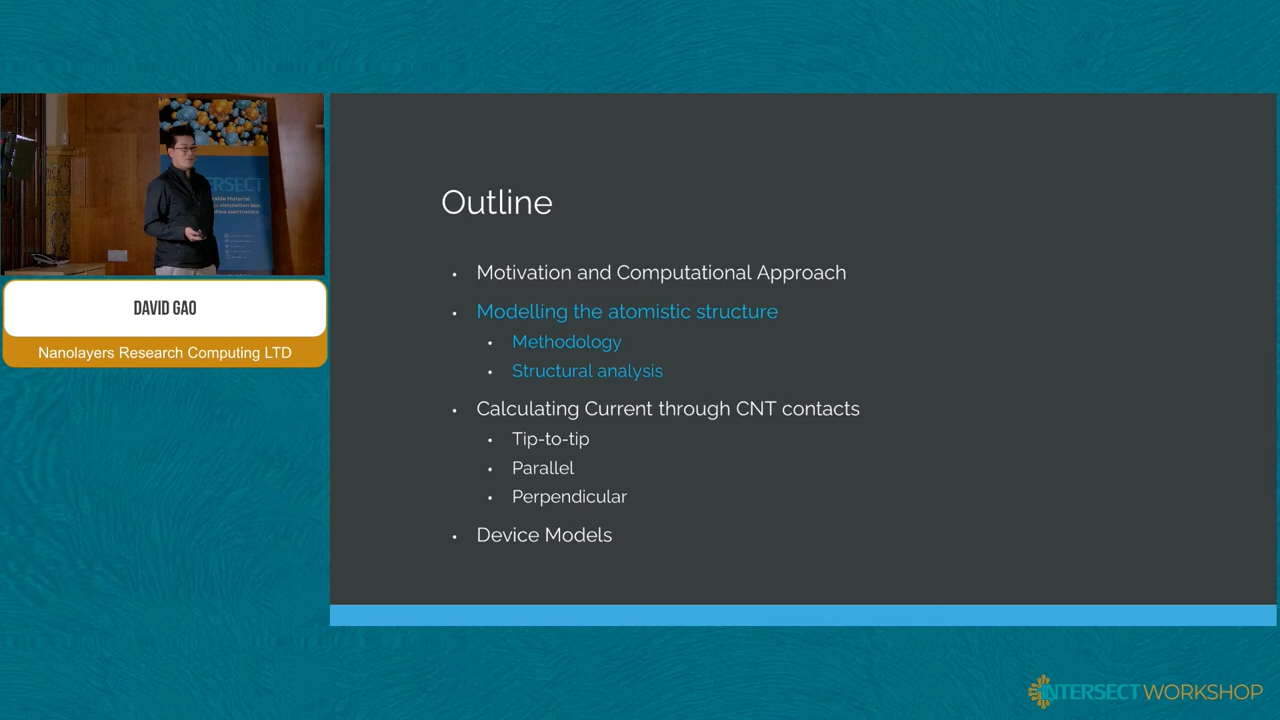 ERSECT
DAVID GAO
Nanolayers Research Computing LTD
Outline
• Motivation and Computational Approach
• Modelling the atomistic structure
• Methodology
• Structural analysis
• Calculating Current through CNT contacts
• Tip-to-tip
• Parallel
• Perpendicular
• Device Models
INTERSECT WORKSHOP